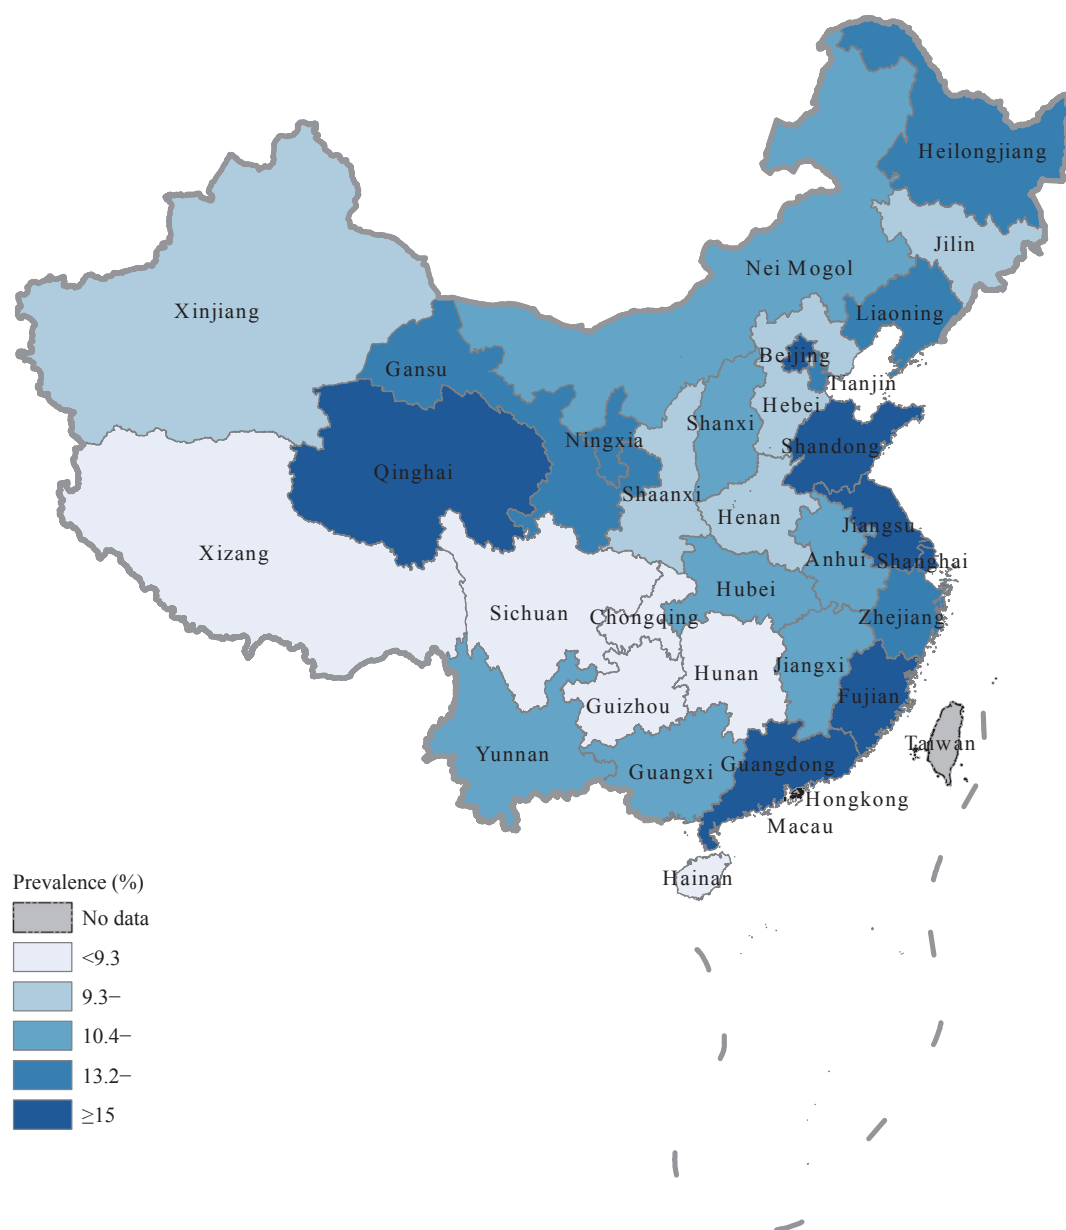 Heilongjiang
Jilin
Nei Mogol
Xinjiang
Liaoning
Beijing
Gansu
Tianjin
Hebei
Shanxi
Ningxia
Shandong
Qinghai
Shaanxi
Henan
Jiangsu
Xizang
Anhui
Shanghai
Hubei
Sichuan
Chongqing
Zhejiang
Jiangxi
Hunan
Fujian
Guizhou
Taiwan
Yunnan
Guangxi
Guangdong
Hongkong
Macau
Hainan
Prevalence (%)
No data
<9.3
9.3−
10.4−
13.2−
≥15